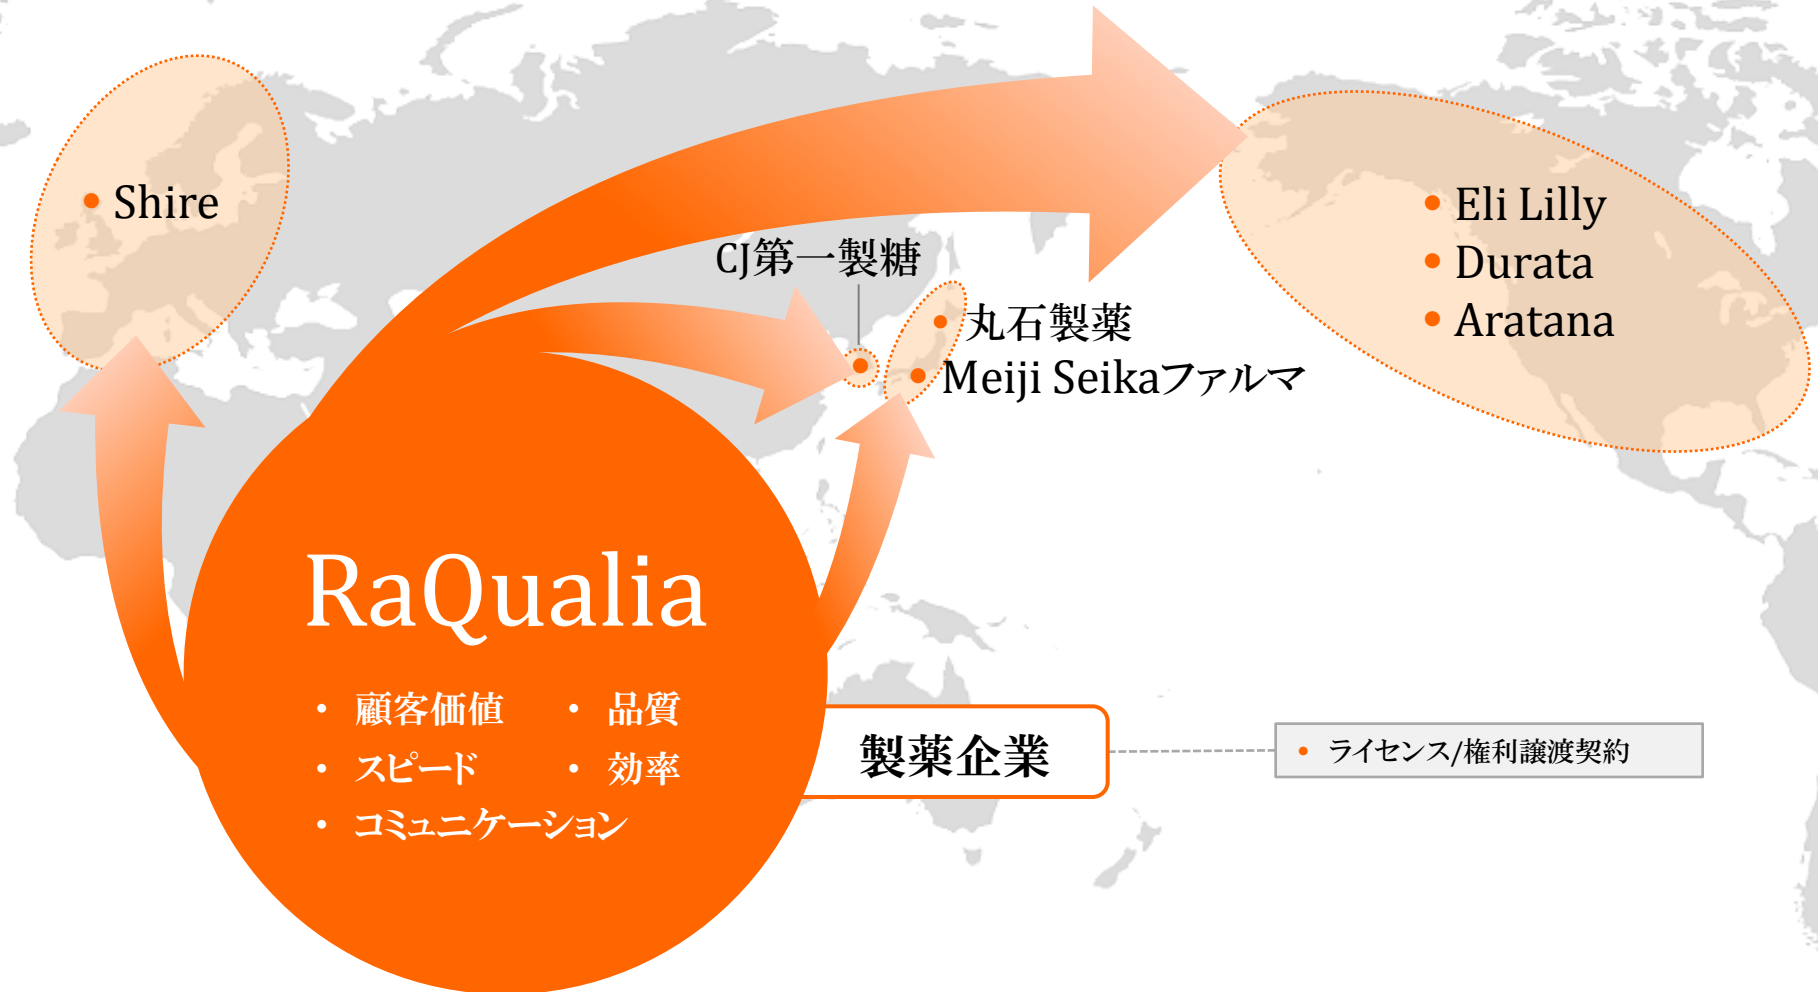 • Shire
• Eli Lilly
• Durata
• Aratana
CJ第一製糖
• 丸石製薬
• Meiji Seikaファルマ
RaQualia
・ 顧客価値 ・ 品質
・ スピード ・ 効率
・ コミュニケーション
製薬企業
• ライセンス/権利譲渡契約